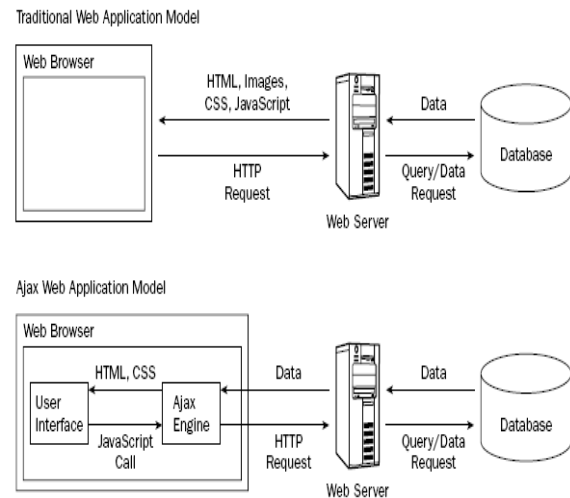 Traditional Web Application Model
Web Browser
HTML, Images,
CSS, JavaScript
HTTP
Request
Web Server
Data
Query/Data
Request
Database
Ajax Web Application Model
Web Browser
User
Interface
HTML, CSS
JavaScript
Call
Ajax
Engine
Data
HTTP
Request
Web Server
Data
Query/Data
Request
Database